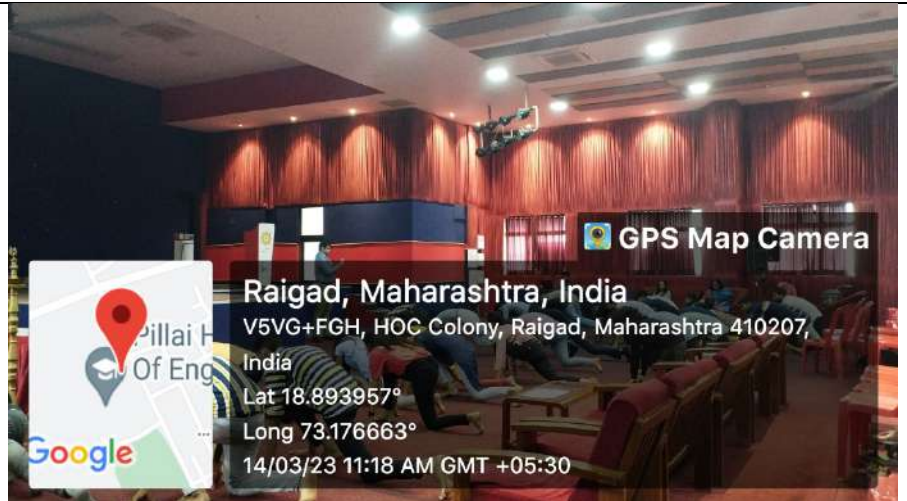 GPS Map Camera
Raigad, Maharashtra, India
V5VG+FGH, HOC Colony, Raigad, Maharashtra 410207,
India
Lat 18.893957°
Long 73.176663°
14/03/23 11:18 AM GMT +05:30
Pillai H
Of Eng
Google